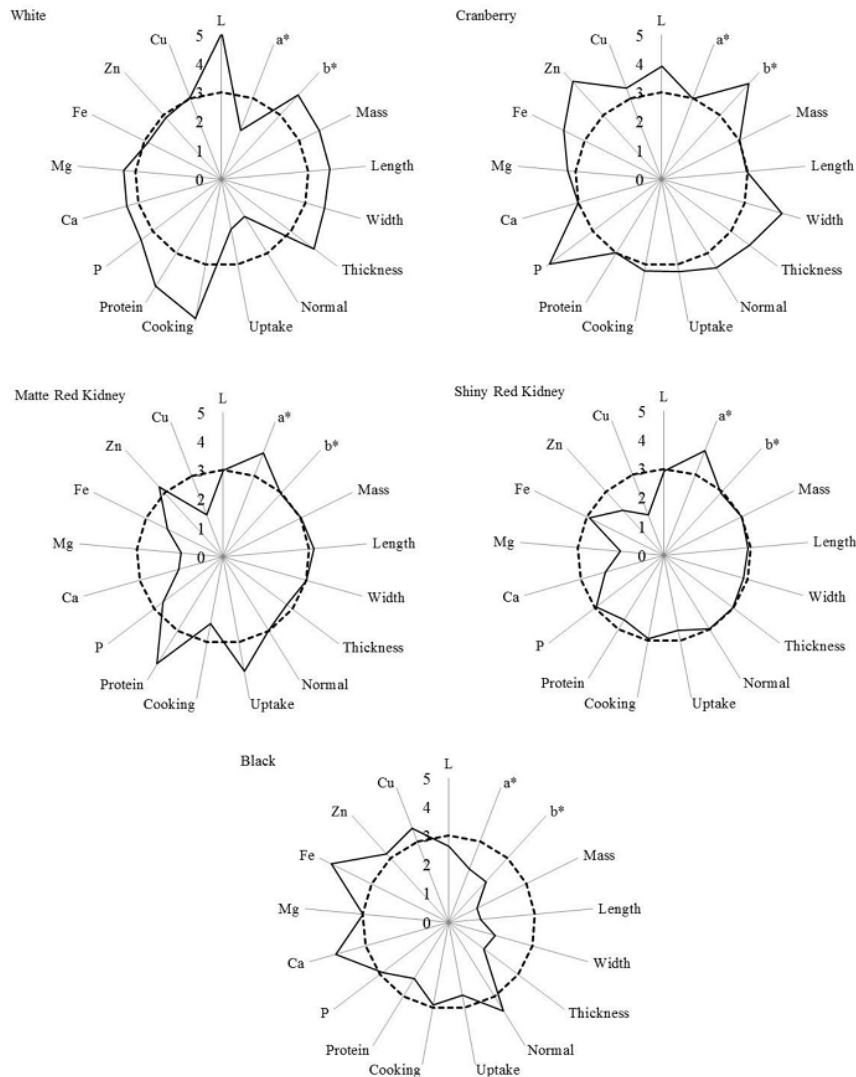 White
L
Cu
a*
Zn
b*
Fe
Mass
Mg
Length
Ca
Width
P
Thickness
Protein
Normal
Cooking
Uptake
5
4
3
2
1
0
Cranberry
L
Cu
a*
Zn
b*
Fe
Mass
Mg
Length
Ca
Width
P
Thickness
Protein
Normal
Cooking
Uptake
5
4
3
2
1
0
Matte Red Kidney
L
Cu
a*
Zn
b*
Fe
Mass
Mg
Length
Ca
Width
P
Thickness
Protein
Normal
Cooking
Uptake
5
4
3
2
1
0
Shiny Red Kidney
L
Cu
a*
Zn
b*
Fe
Mass
Mg
Length
Ca
Width
P
Thickness
Protein
Normal
Cooking
Uptake
5
4
3
2
1
0
Black
L
Cu
a*
Zn
b*
Fe
Mass
Mg
Length
Ca
Width
P
Thickness
Protein
Normal
Cooking
Uptake
5
4
3
2
1
0